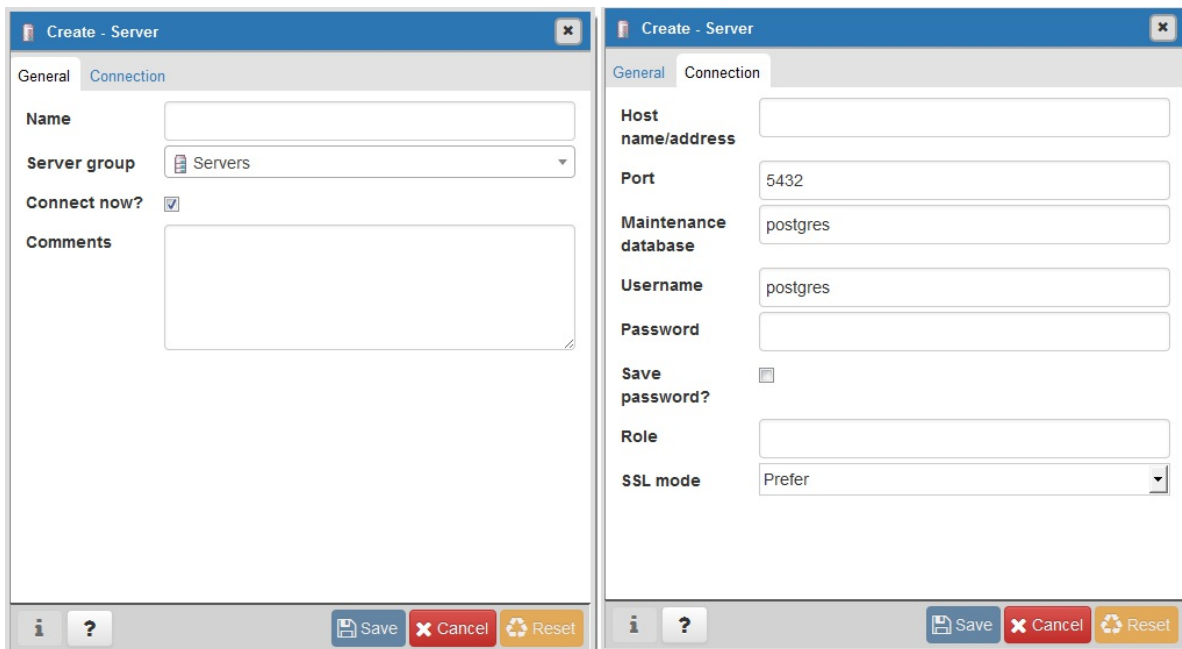 Create - Server
General Connection
Name
Server group Servers
Connect now?
Comments
i ? Save Cancel Reset
Create - Server
General Connection
Host
name/address
Port 5432
Maintenance
database postgres
Username postgres
Password
Save
password?
Role
SSL mode Prefer
i ? Save Cancel Reset